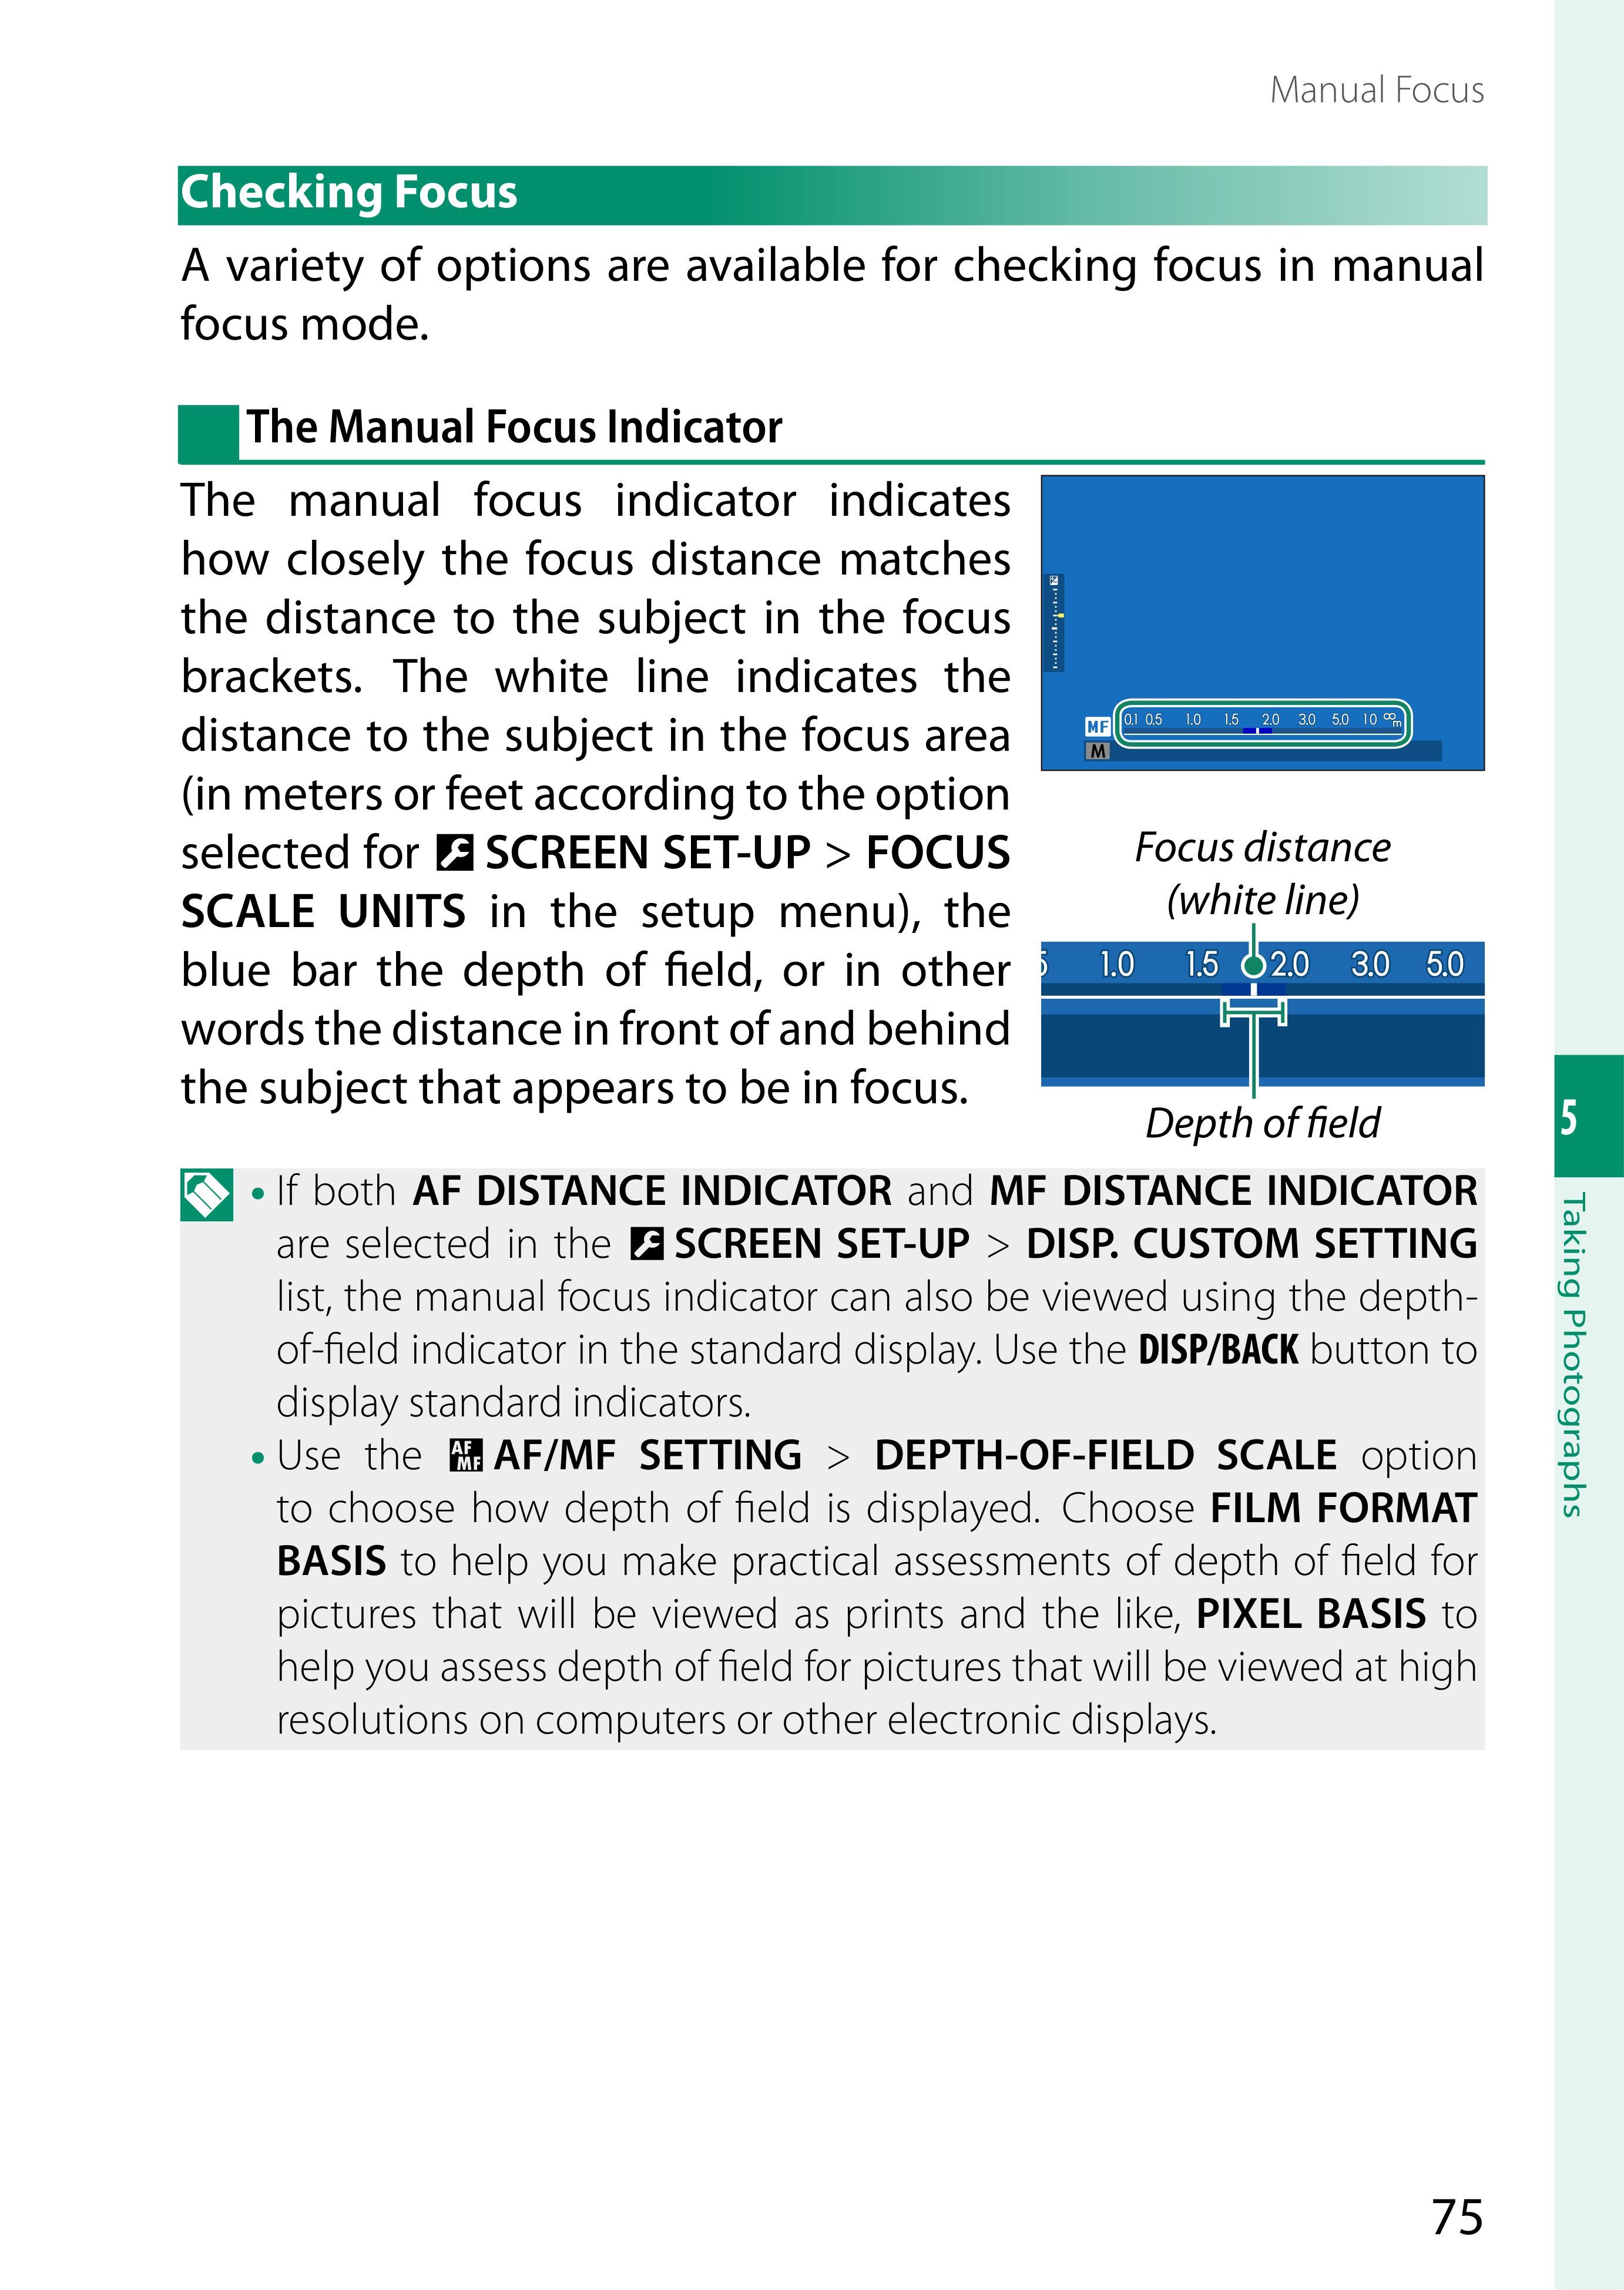 Manual Focus
Checking Focus
A variety of options are available for checking focus in manual
focus mode.
The Manual Focus Indicator
The manual focus indicator indicates
how closely the focus distance matches
the distance to the subject in the focus
brackets. The white line indicates the
distance to the subject in the focus area
(in meters or feet according to the option
selected for SCREEN SET-UP > FOCUS
SCALE UNITS in the setup menu), the
blue bar the depth of field, or in other
words the distance in front of and behind
the subject that appears to be in focus.
MF 0.1 0.5 1.0 1.5 2.0 3.0 5.0 10 ∞ m
M
Focus distance
(white line)
5 1.0 1.5 2.0 3.0 5.0
Depth of field
• If both AF DISTANCE INDICATOR and MF DISTANCE INDICATOR
are selected in the SCREEN SET-UP > DISP. CUSTOM SETTING
list, the manual focus indicator can also be viewed using the depth-
of-field indicator in the standard display. Use the DISP/BACK button to
display standard indicators.
• Use the AF MF AF/MF SETTING > DEPTH-OF-FIELD SCALE option
to choose how depth of field is displayed. Choose FILM FORMAT
BASIS to help you make practical assessments of depth of field for
pictures that will be viewed as prints and the like, PIXEL BASIS to
help you assess depth of field for pictures that will be viewed at high
resolutions on computers or other electronic displays.
5
Taking Photographs
75